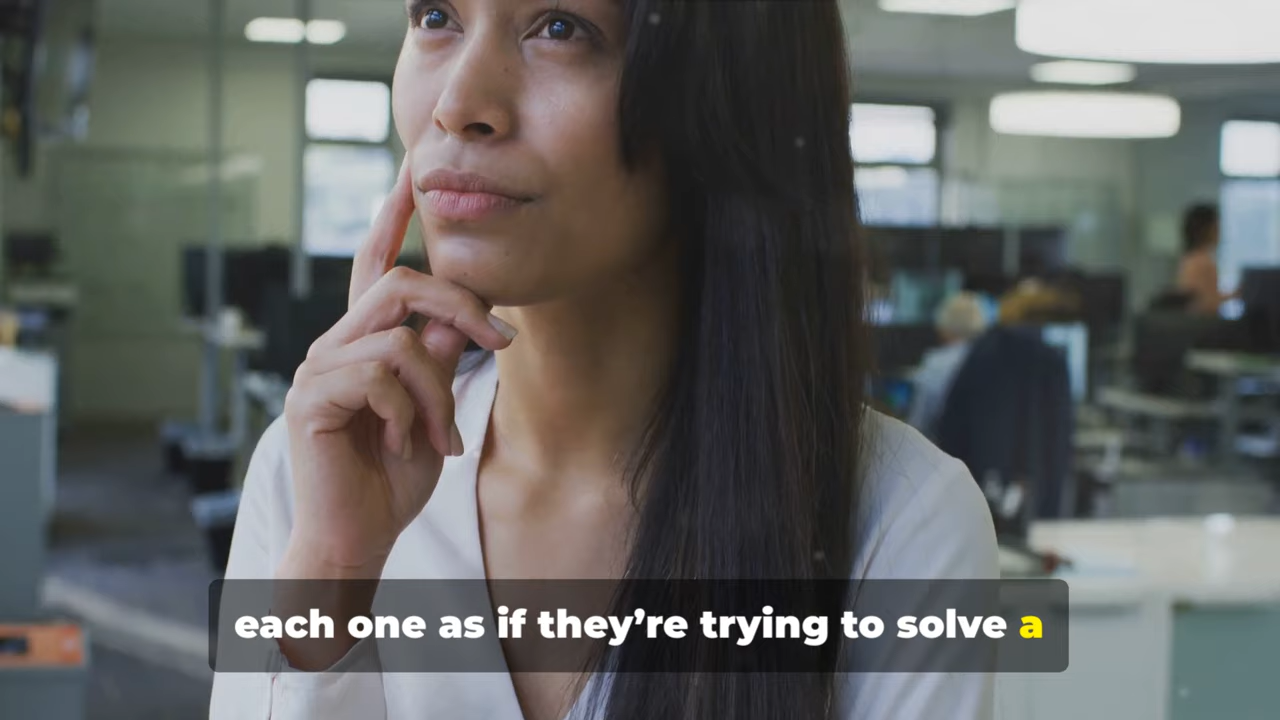 each one as if they’re trying to solve a